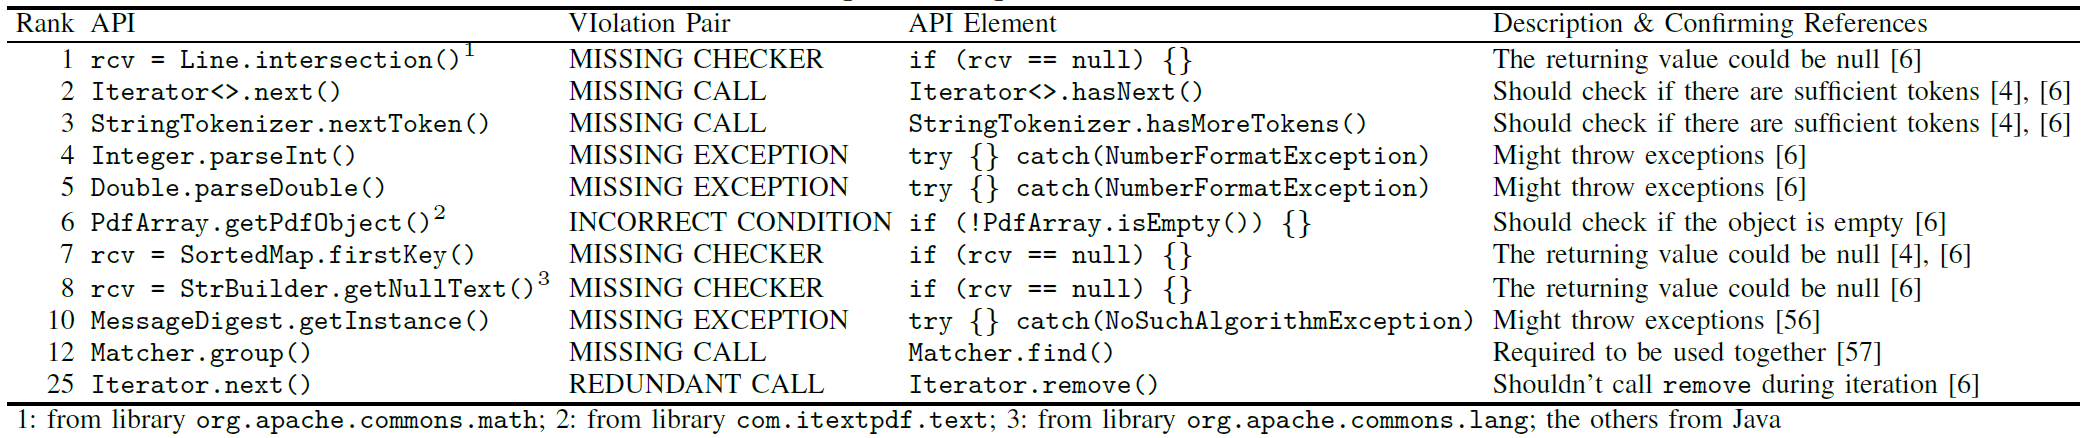 Rank API VIolation Pair API Element Description & Confirming References
1 rcv = Line.intersection()1 MISSING CHECKER if (rcv == null) {} The returning value could be null [6]
2 Iterator<>.next() MISSING CALL Iterator<>.hasNext() Should check if there are sufficient tokens [4], [6]
3 StringTokenizer.nextToken() MISSING CALL StringTokenizer.hasMoreTokens() Should check if there are sufficient tokens [4], [6]
4 Integer.parseInt() MISSING EXCEPTION try {} catch(NumberFormatException) Might throw exceptions [6]
5 Double.parseDouble() MISSING EXCEPTION try {} catch(NumberFormatException) Might throw exceptions [6]
6 PdfArray.getPdfObject()2 INCORRECT CONDITION if (!PdfArray.isEmpty()) {} Should check if the object is empty [6]
7 rcv = SortedMap.firstKey() MISSING CHECKER if (rcv == null) {} The returning value could be null [4], [6]
8 rcv = StrBuilder.getNullText()3 MISSING CHECKER if (rcv == null) {} The returning value could be null [6]
10 MessageDigest.getInstance() MISSING EXCEPTION try {} catch(NoSuchAlgorithmException) Might throw exceptions [56]
12 Matcher.group() MISSING CALL Matcher.find() Required to be used together [57]
25 Iterator.next() REDUNDANT CALL Iterator.remove() Shouldn't call remove during iteration [6]
1: from library org.apache.commons.math; 2: from library com.itextpdf.text; 3: from library org.apache.commons.lang; the others from Java